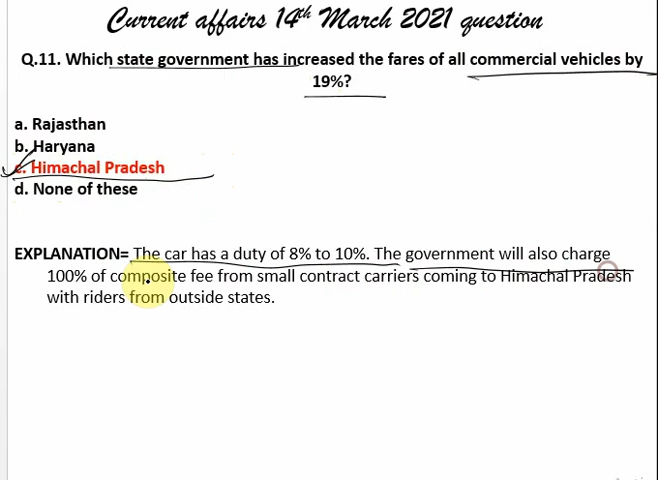 Current affairs 14th March 2021 question
Q.11. Which state government has increased the fares of all commercial vehicles by
19%?
a. Rajasthan
b. Haryana
c. Himachal Pradesh
d. None of these
EXPLANATION= The car has a duty of 8% to 10%. The government will also charge
100% of composite fee from small contract carriers coming to Himachal Pradesh
with riders from outside states.